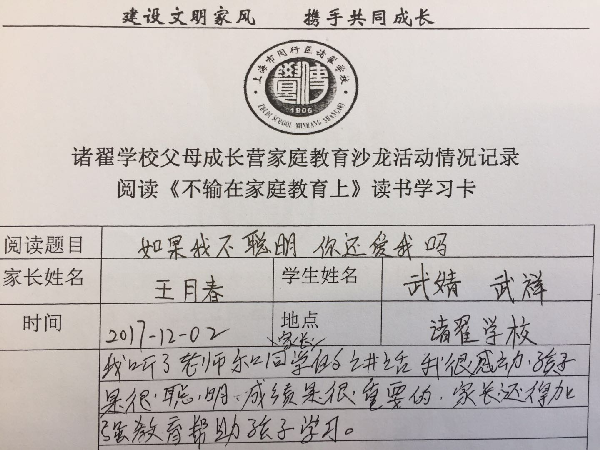 建设文明家风 携手共同成长
上海市闵行区诸翟学校
1906
ZHUDI SCHOOL MINHANG SHANGHAI
诸翟学校父母成长营家庭教育沙龙活动情况记录
阅读《不输在家庭教育上》读书学习卡
阅读题目 如果我不聪明 你还爱我吗
家长姓名 王月春 学生姓名 武婧 武祥
时间 2017-12-02 地点 诸翟学校
家长
我听了老师和同学的讲话 我很感动,孩子
果很聪明,成绩果很重要的,家长还得加
强教育帮助孩子学习。